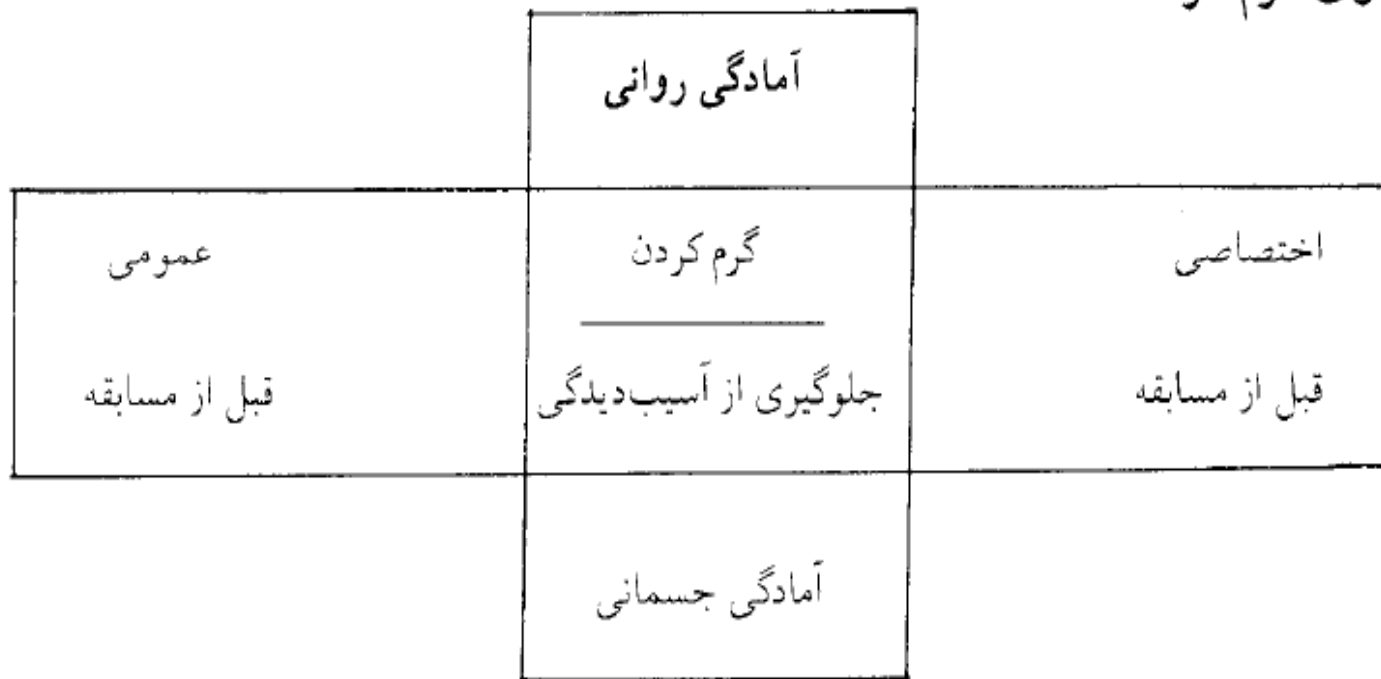 آمادگی روانی
اختصاصی گرم کردن عمومی
قبل از مسابقه جلوگیری از آسیب‌دیدگی قبل از مسابقه
آمادگی جسمانی